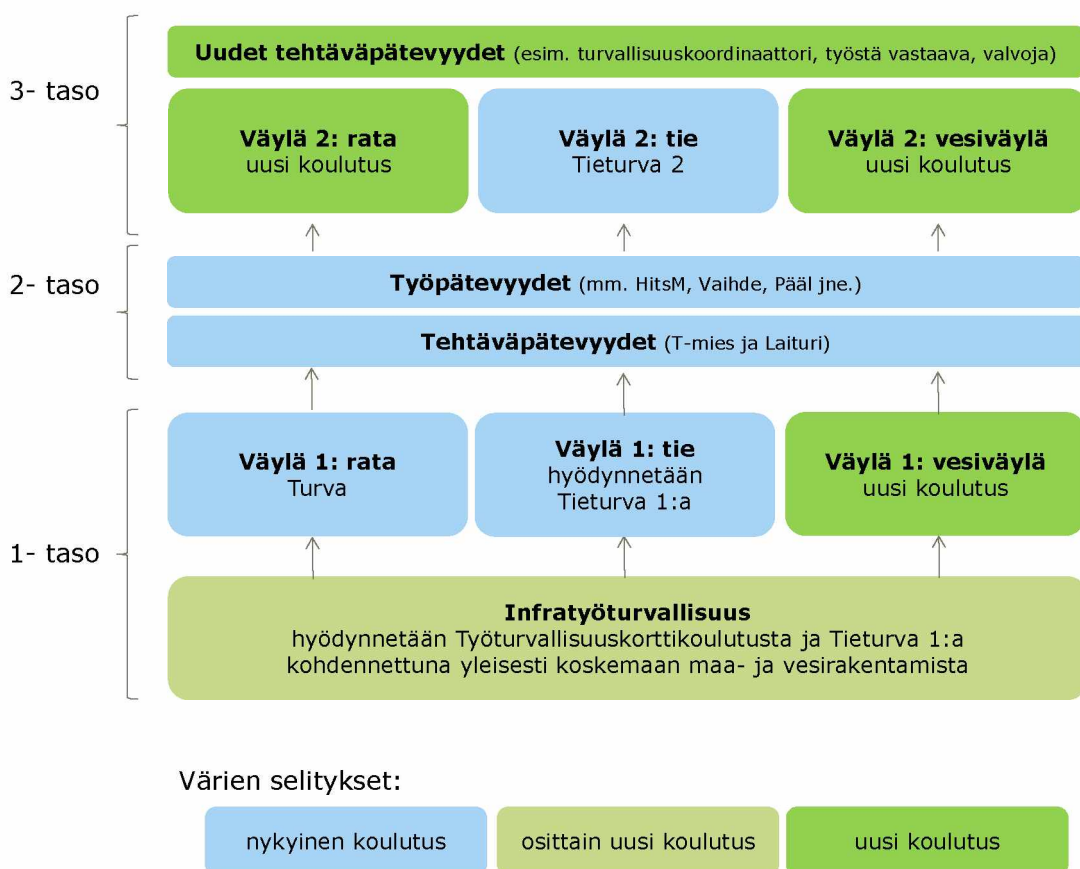 Uudet tehtäväpätevyydet (esim. turvallisuuskoordinaattori, työstä vastaava, valvoja)
3- taso
Väylä 2: rata
uusi koulutus
Väylä 2: tie
Tieturva 2
Väylä 2: vesiväylä
uusi koulutus
2- taso
Työpätevyydet (mm. HitsM, Vaihde, Pääl jne.)
Tehtäväpätevyydet (T-mies ja Laituri)
1- taso
Väylä 1: rata
Turva
Väylä 1: tie
hyödynnetään
Tieturva 1:a
Väylä 1: vesiväylä
uusi koulutus
Infratyöturvallisuus
hyödynnetään Työturvallisuuskorttikoulutusta ja Tieturva 1:a
kohdennettuna yleisesti koskemaan maa- ja vesirakentamista
Värien selitykset:
nykyinen koulutus
osittain uusi koulutus
uusi koulutus